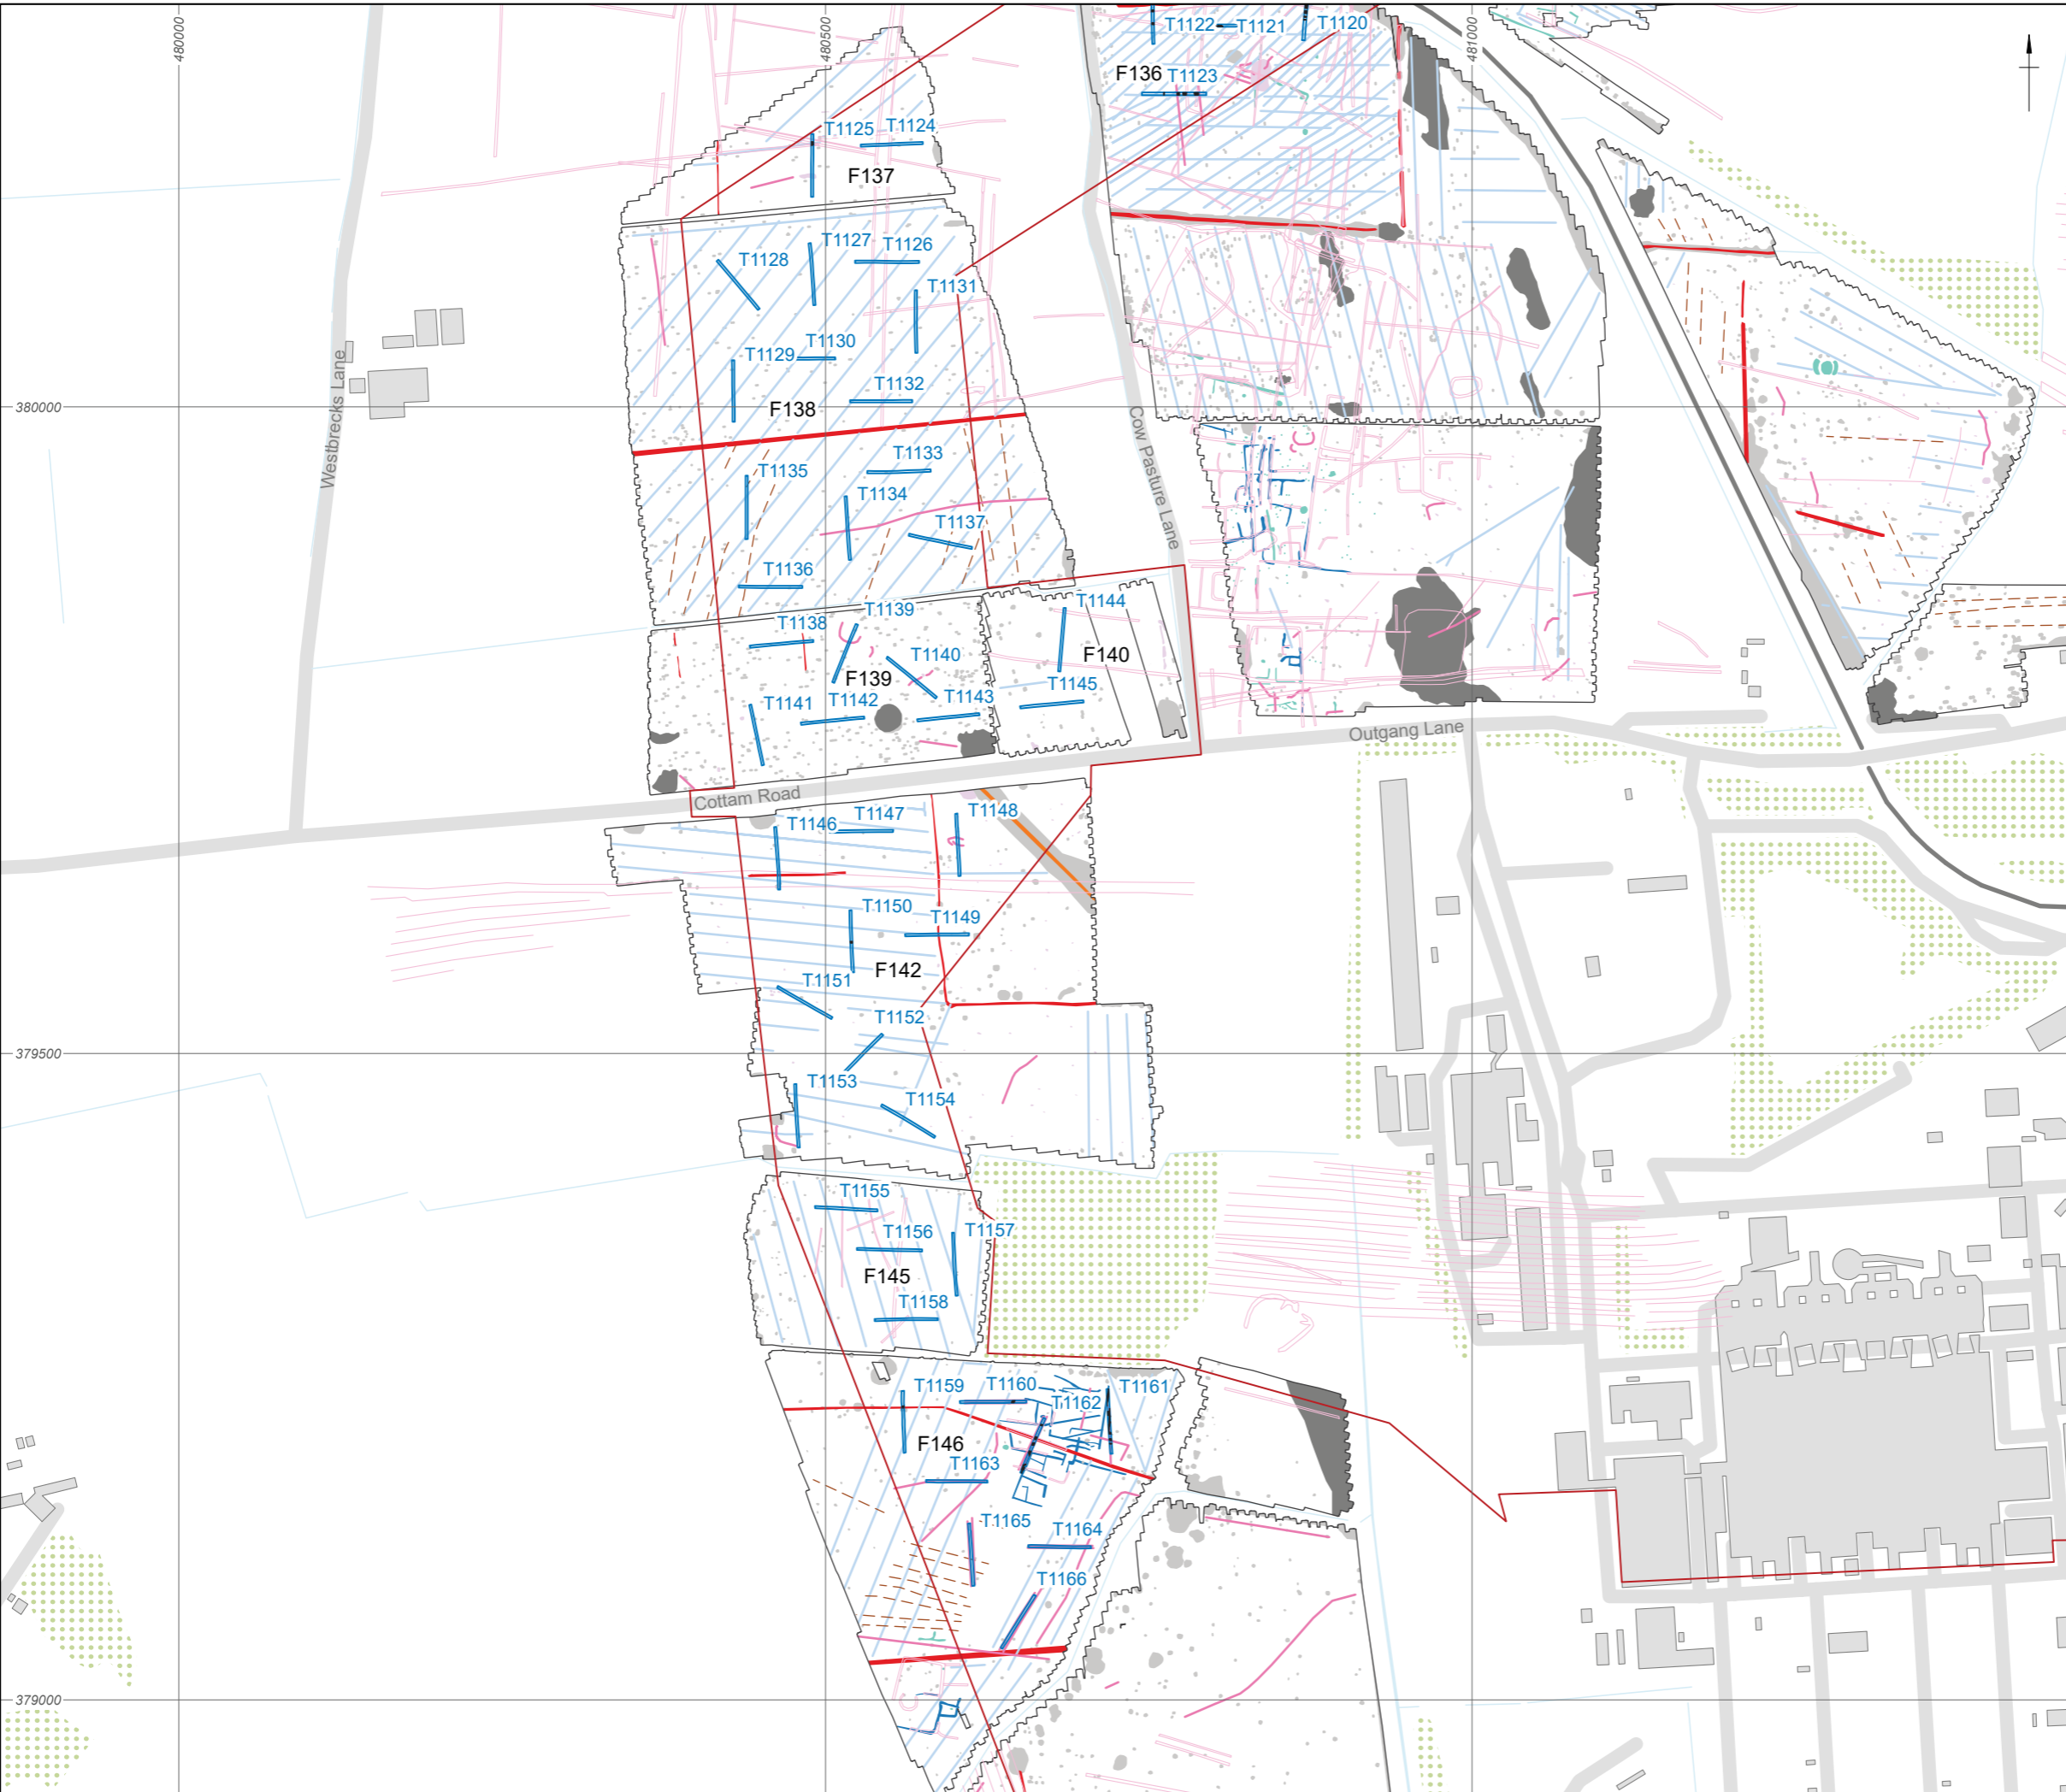 480000
480500
481000
T1122
T1121
T1120
F136
T1123
T1125
T1124
F137
T1127
T1126
T1128
T1131
T1130
T1129
T1132
F138
380000
Westbrecks Lane
Cow Pasture Lane
T1133
T1135
T1134
T1137
T1136
T1139
T1144
T1138
T1140
F140
F139
T1145
T1141
T1142
T1143
Outgang Lane
Cottam Road
T1146
T1147
T1148
T1150
T1149
F142
T1151
T1152
379500
T1153
T1154
T1155
T1156
T1157
F145
T1158
T1159
T1160
T1161
T1162
F146
T1163
T1165
T1164
T1166
379000